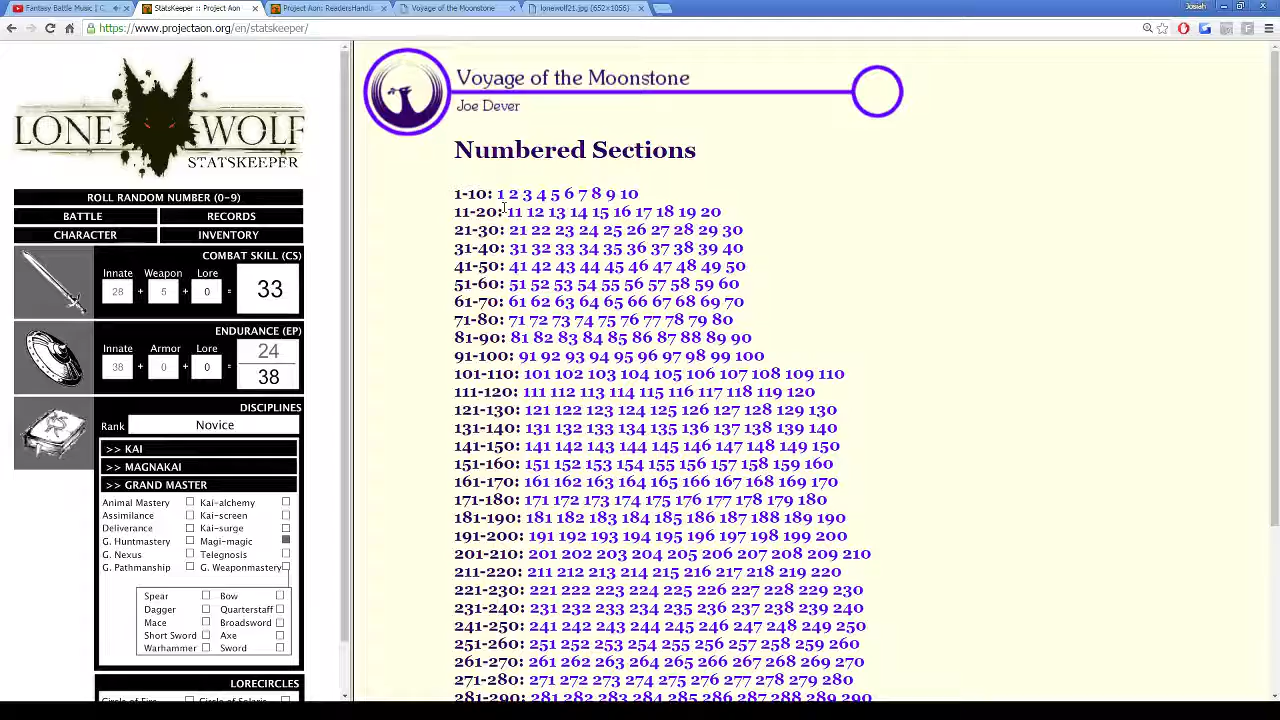 Fantasy Battle Music | C
StatsKeeper :: Project Aon
Project Aon: ReadersHandl
Voyage of the Moonstone
lonewolf21.jpg (652×1056)
Josiah
https://www.projectaon.org/en/statskeeper/
LONE WOLF
STATSKEEPER
ROLL RANDOM NUMBER (0-9)
BATTLE RECORDS
CHARACTER INVENTORY
COMBAT SKILL (CS)
Innate Weapon Lore
28 + 5 + 0 = 33
ENDURANCE (EP)
Innate Armor Lore
24
38 + 0 + 0 = 38
DISCIPLINES
Rank Novice
>> KAI
>> MAGNAKAI
>> GRAND MASTER
Animal Mastery Kai-alchemy
Assimilance Kai-screen
Deliverance Kai-surge
G. Huntmastery Magi-magic
G. Nexus Telegnosis
G. Pathmanship G. Weaponmastery
Spear Bow
Dagger Quarterstaff
Mace Broadsword
Short Sword Axe
Warhammer Sword
LORECIRCLES
Circle of Fire Circle of Solaris
Voyage of the Moonstone
Joe Dever
Numbered Sections
1-10: 1 2 3 4 5 6 7 8 9 10
11-20: 11 12 13 14 15 16 17 18 19 20
21-30: 21 22 23 24 25 26 27 28 29 30
31-40: 31 32 33 34 35 36 37 38 39 40
41-50: 41 42 43 44 45 46 47 48 49 50
51-60: 51 52 53 54 55 56 57 58 59 60
61-70: 61 62 63 64 65 66 67 68 69 70
71-80: 71 72 73 74 75 76 77 78 79 80
81-90: 81 82 83 84 85 86 87 88 89 90
91-100: 91 92 93 94 95 96 97 98 99 100
101-110: 101 102 103 104 105 106 107 108 109 110
111-120: 111 112 113 114 115 116 117 118 119 120
121-130: 121 122 123 124 125 126 127 128 129 130
131-140: 131 132 133 134 135 136 137 138 139 140
141-150: 141 142 143 144 145 146 147 148 149 150
151-160: 151 152 153 154 155 156 157 158 159 160
161-170: 161 162 163 164 165 166 167 168 169 170
171-180: 171 172 173 174 175 176 177 178 179 180
181-190: 181 182 183 184 185 186 187 188 189 190
191-200: 191 192 193 194 195 196 197 198 199 200
201-210: 201 202 203 204 205 206 207 208 209 210
211-220: 211 212 213 214 215 216 217 218 219 220
221-230: 221 222 223 224 225 226 227 228 229 230
231-240: 231 232 233 234 235 236 237 238 239 240
241-250: 241 242 243 244 245 246 247 248 249 250
251-260: 251 252 253 254 255 256 257 258 259 260
261-270: 261 262 263 264 265 266 267 268 269 270
271-280: 271 272 273 274 275 276 277 278 279 280
281-290: 281 282 283 284 285 286 287 288 289 290